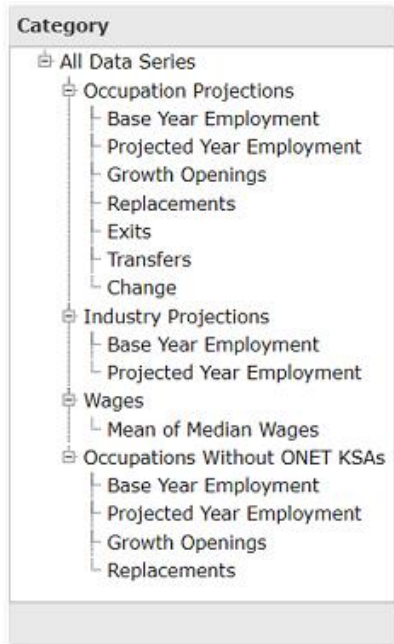 Category
All Data Series
Occupation Projections
Base Year Employment
Projected Year Employment
Growth Openings
Replacements
Exits
Transfers
Change
Industry Projections
Base Year Employment
Projected Year Employment
Wages
Mean of Median Wages
Occupations Without ONET KSAs
Base Year Employment
Projected Year Employment
Growth Openings
Replacements